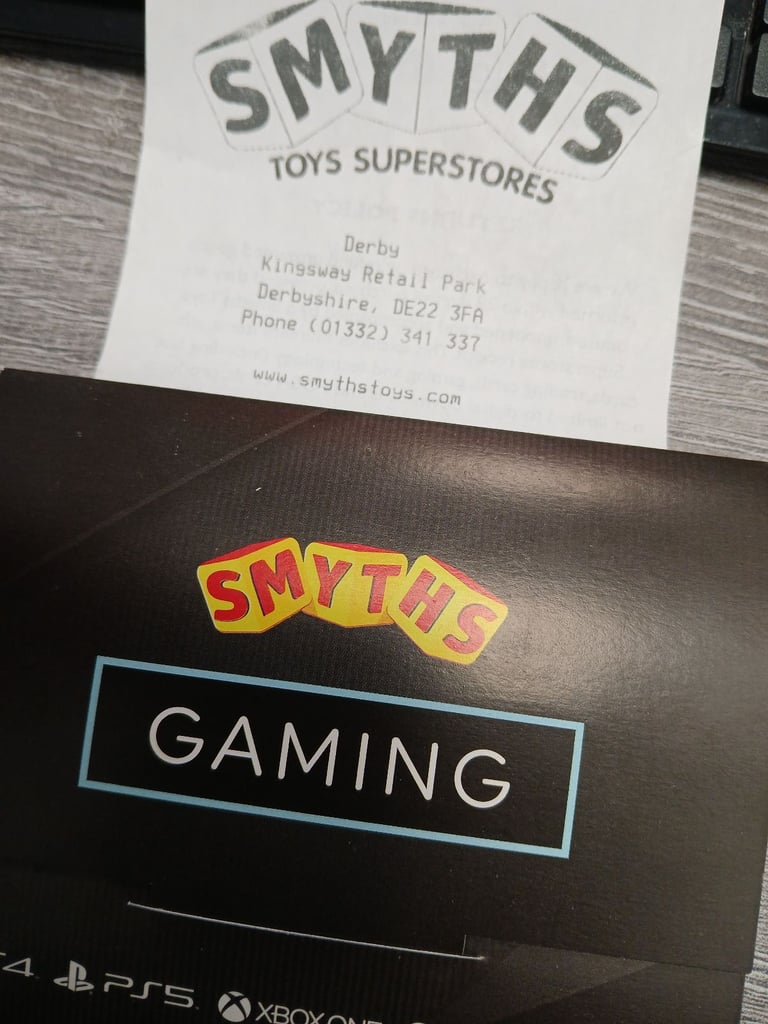 SMYTHS
TOYS SUPERSTORES
Derby
Kingsway Retail Park
Derbyshire, DE22 3FA
Phone (01332) 341 337
www.smythstoys.com
SMYTHS
GAMING
4 PS5 XBOX ONE